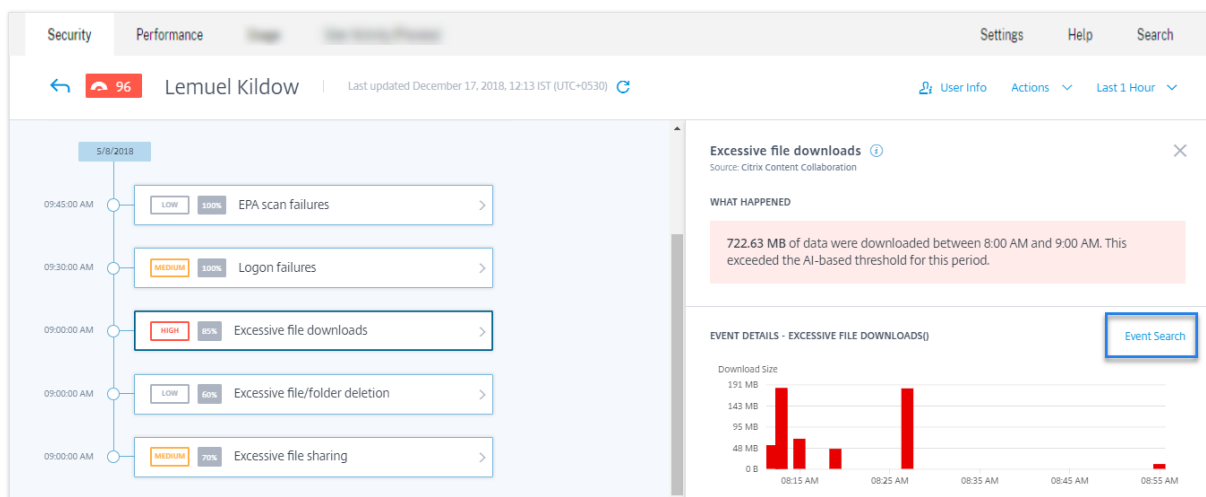 Security Performance Settings Help Search
96 Lemuel Kildow Last updated December 17, 2018, 12:13 IST (UTC+0530) User Info Actions Last 1 Hour
5/8/2018
09:45:00 AM LOW 100% EPA scan failures
09:30:00 AM MEDIUM 100% Logon failures
09:00:00 AM HIGH 85% Excessive file downloads
09:00:00 AM LOW 60% Excessive file/folder deletion
09:00:00 AM MEDIUM 70% Excessive file sharing
Excessive file downloads
Source: Citrix Content Collaboration
WHAT HAPPENED
722.63 MB of data were downloaded between 8:00 AM and 9:00 AM. This
exceeded the AI-based threshold for this period.
EVENT DETAILS - EXCESSIVE FILE DOWNLOADS() Event Search
Download Size
191 MB
143 MB
95 MB
48 MB
0 B
08:15 AM 08:25 AM 08:35 AM 08:45 AM 08:55 AM